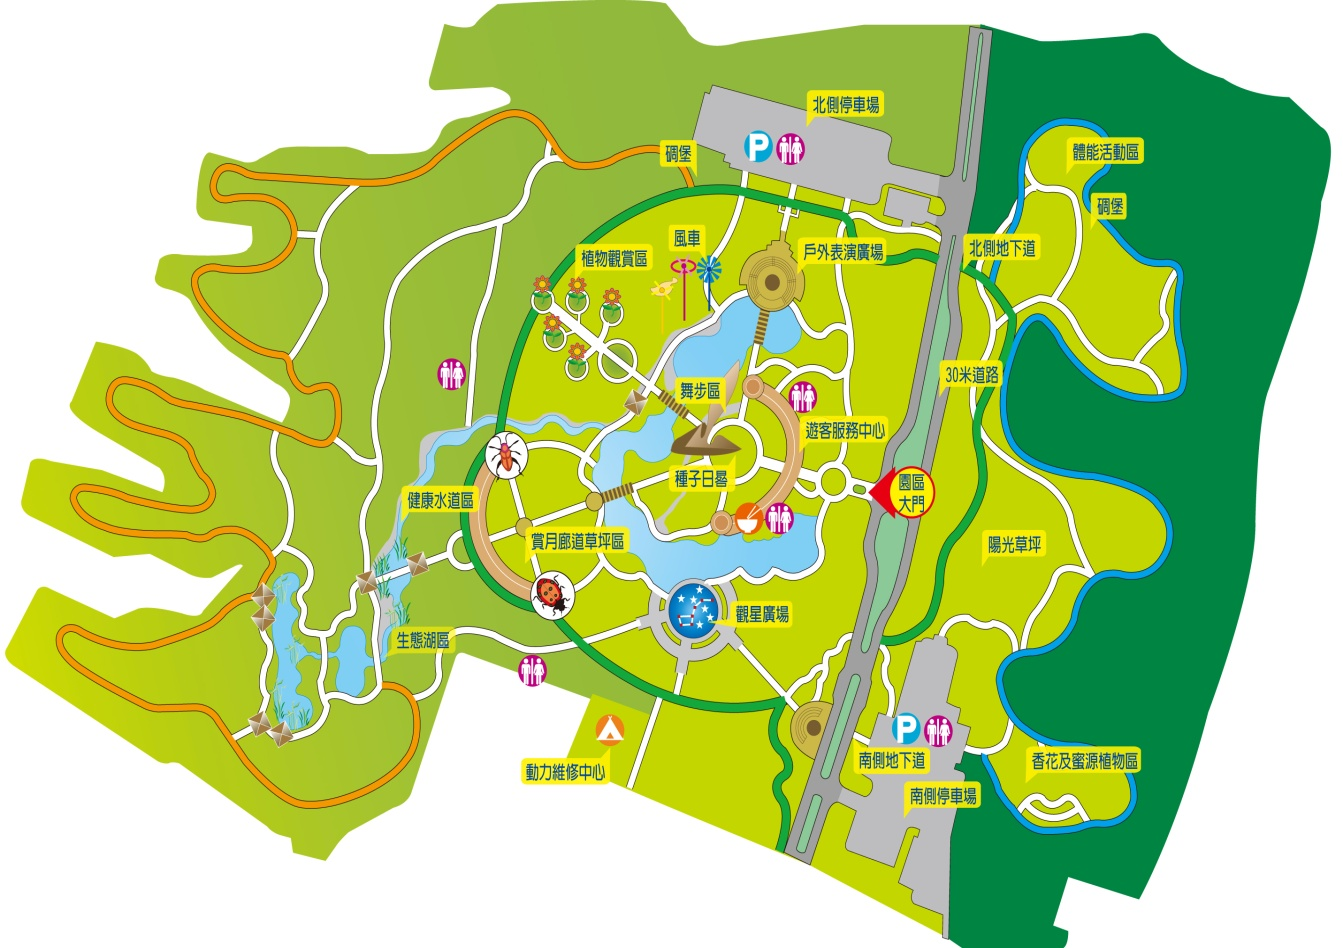 北側停車場
P
碉堡
體能活動區
碉堡
風車
戶外表演廣場
北側地下道
植物觀賞區
30米道路
舞步區
遊客服務中心
種子日晷
園區
大門
健康水道區
賞月廊道草坪區
陽光草坪
觀星廣場
生態湖區
P
動力維修中心
南側地下道
香花及蜜源植物區
南側停車場